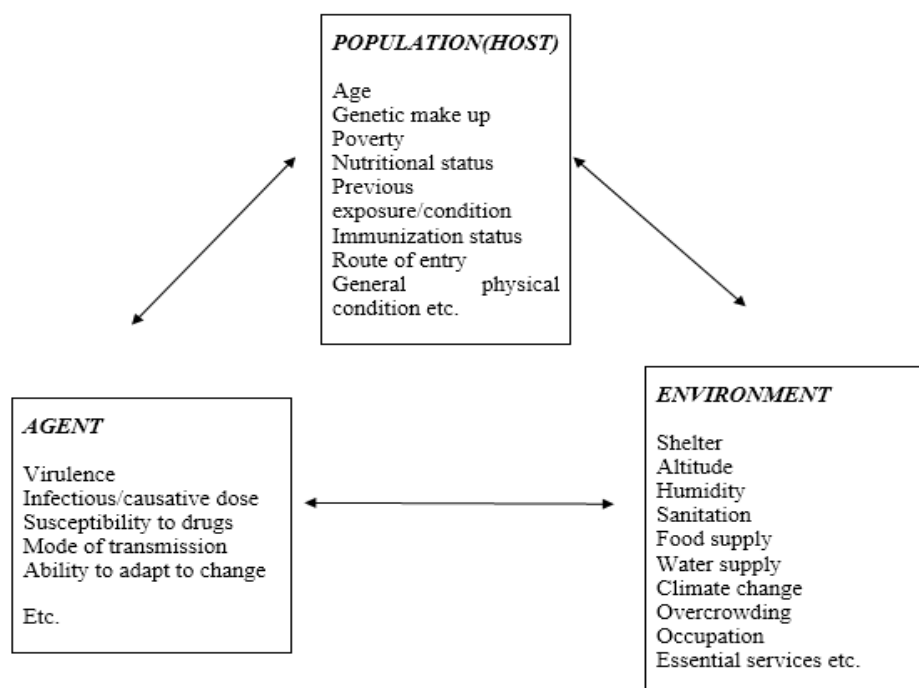 POPULATION(HOST)
Age
Genetic make up
Poverty
Nutritional status
Previous
exposure/condition
Immunization status
Route of entry
General physical
condition etc.
AGENT
Virulence
Infectious/causative dose
Susceptibility to drugs
Mode of transmission
Ability to adapt to change
Etc.
ENVIRONMENT
Shelter
Altitude
Humidity
Sanitation
Food supply
Water supply
Climate change
Overcrowding
Occupation
Essential services etc.